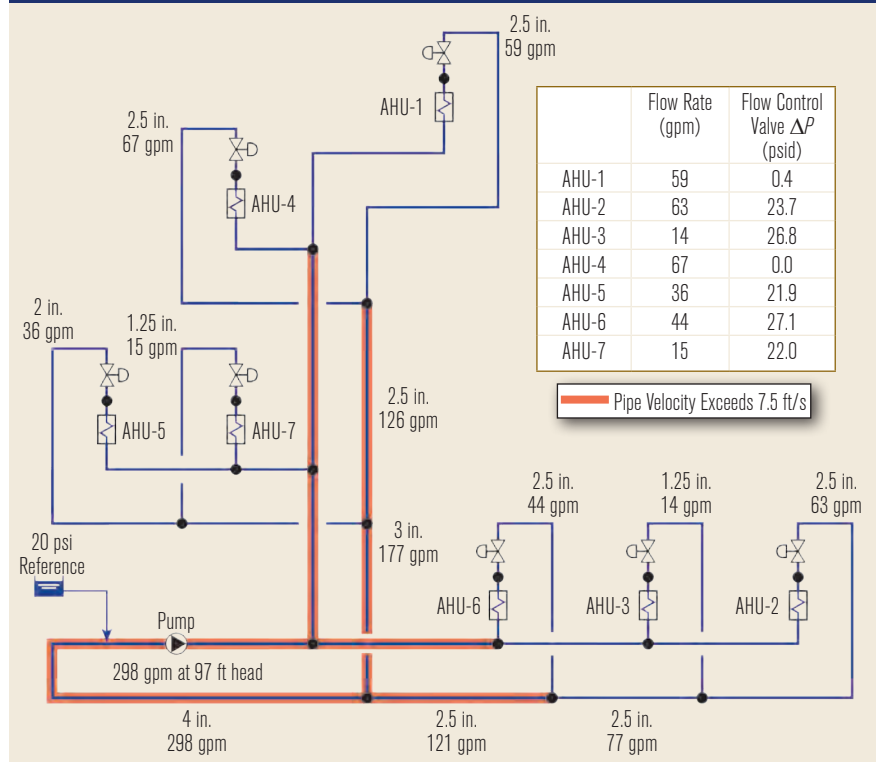 2.5 in.
59 gpm
AHU-1
2.5 in.
67 gpm
AHU-4
Flow Rate
(gpm)
Flow Control
Valve ΔP
(psid)
AHU-1 59 0.4
AHU-2 63 23.7
AHU-3 14 26.8
AHU-4 67 0.0
AHU-5 36 21.9
AHU-6 44 27.1
AHU-7 15 22.0
Pipe Velocity Exceeds 7.5 ft/s
2 in.
36 gpm
1.25 in.
15 gpm
AHU-5
AHU-7
2.5 in.
126 gpm
3 in.
177 gpm
2.5 in.
44 gpm
1.25 in.
14 gpm
2.5 in.
63 gpm
20 psi
Reference
Pump
298 gpm at 97 ft head
AHU-6
AHU-3
AHU-2
4 in.
298 gpm
2.5 in.
121 gpm
2.5 in.
77 gpm